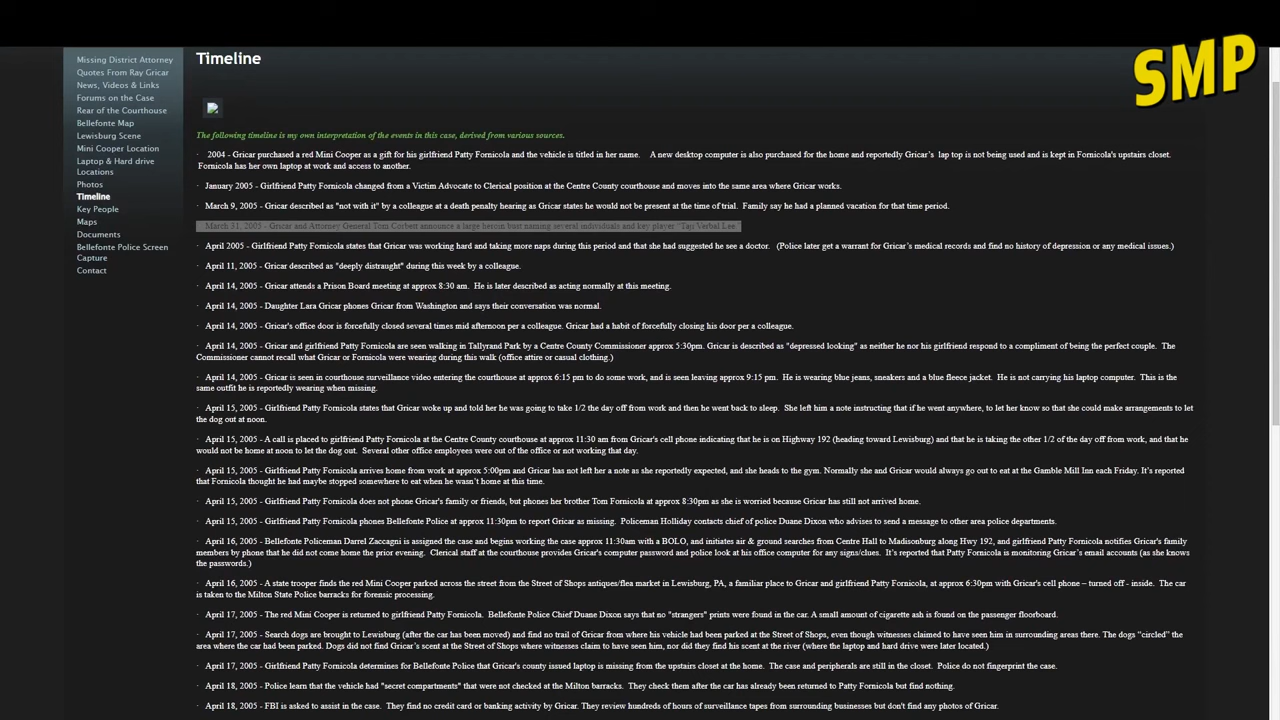 SMP
Missing District Attorney
Quotes From Ray Gricar
News, Videos & Links
Forums on the Case
Rear of the Courthouse
Bellefonte Map
Lewisburg Scene
Mini Cooper Location
Laptop & Hard drive
Locations
Photos
Timeline
Key People
Maps
Documents
Bellefonte Police Screen
Capture
Contact
Timeline
The following timeline is my own interpretation of the events in this case, derived from various sources.
· 2004 - Gricar purchased a red Mini Cooper as a gift for his girlfriend Patty Fornicola and the vehicle is titled in her name. A new desktop computer is also purchased for the home and reportedly Gricar's lap top is not being used and is kept in Fornicola's upstairs closet.
Fornicola has her own laptop at work and access to another.
· January 2005 - Girlfriend Patty Fornicola changed from a Victim Advocate to Clerical position at the Centre County courthouse and moves into the same area where Gricar works.
· March 9, 2005 - Gricar described as "not with it" by a colleague at a death penalty hearing as Gricar states he would not be present at the time of trial. Family say he had a planned vacation for that time period.
· March 31, 2005 - Gricar and Attorney General Tom Corbett announce a large heroin bust naming several individuals and key player "Taji Verbal Lee."
· April 2005 - Girlfriend Patty Fornicola states that Gricar was working hard and taking more naps during this period and that she had suggested he see a doctor. (Police later get a warrant for Gricar's medical records and find no history of depression or any medical issues.)
· April 11, 2005 - Gricar described as "deeply distraught" during this week by a colleague.
· April 14, 2005 - Gricar attends a Prison Board meeting at approx 8:30 am. He is later described as acting normally at this meeting.
· April 14, 2005 - Daughter Lara Gricar phones Gricar from Washington and says their conversation was normal.
· April 14, 2005 - Gricar's office door is forcefully closed several times mid afternoon per a colleague. Gricar had a habit of forcefully closing his door per a colleague.
· April 14, 2005 - Gricar and girlfriend Patty Fornicola are seen walking in Tallyrand Park by a Centre County Commissioner approx 5:30pm. Gricar is described as "depressed looking" as neither he nor his girlfriend respond to a compliment of being the perfect couple. The
Commissioner cannot recall what Gricar or Fornicola were wearing during this walk (office attire or casual clothing.)
· April 14, 2005 - Gricar is seen in courthouse surveillance video entering the courthouse at approx 6:15 pm to do some work, and is seen leaving approx 9:15 pm. He is wearing blue jeans, sneakers and a blue fleece jacket. He is not carrying his laptop computer. This is the
same outfit he is reportedly wearing when missing.
· April 15, 2005 - Girlfriend Patty Fornicola states that Gricar woke up and told her he was going to take 1/2 the day off from work and then he went back to sleep. She left him a note instructing that if he went anywhere, to let her know so that she could make arrangements to let
the dog out at noon.
· April 15, 2005 - A call is placed to girlfriend Patty Fornicola at the Centre County courthouse at approx 11:30 am from Gricar's cell phone indicating that he is on Highway 192 (heading toward Lewisburg) and that he is taking the other 1/2 of the day off from work, and that he
would not be home at noon to let the dog out. Several other office employees were out of the office or not working that day.
· April 15, 2005 - Girlfriend Patty Fornicola arrives home from work at approx 5:00pm and Gricar has not left her a note as she reportedly expected, and she heads to the gym. Normally she and Gricar would always go out to eat at the Gamble Mill Inn each Friday. It's reported
that Fornicola thought he had maybe stopped somewhere to eat when he wasn't home at this time.
· April 15, 2005 - Girlfriend Patty Fornicola does not phone Gricar's family or friends, but phones her brother Tom Fornicola at approx 8:30pm as she is worried because Gricar has still not arrived home.
· April 15, 2005 - Girlfriend Patty Fornicola phones Bellefonte Police at approx 11:30pm to report Gricar as missing. Policeman Holliday contacts chief of police Duane Dixon who advises to send a message to other area police departments.
· April 16, 2005 - Bellefonte Policeman Darrel Zaccagni is assigned the case and begins working the case approx 11:30am with a BOLO, and initiates air & ground searches from Centre Hall to Madisonburg along Hwy 192, and girlfriend Patty Fornicola notifies Gricar's family
members by phone that he did not come home the prior evening. Clerical staff at the courthouse provides Gricar's computer password and police look at his office computer for any signs/clues. It's reported that Patty Fornicola is monitoring Gricar's email accounts (as she knows
the passwords.)
· April 16, 2005 - A state trooper finds the red Mini Cooper parked across the street from the Street of Shops antiques/flea market in Lewisburg, PA, a familiar place to Gricar and girlfriend Patty Fornicola, at approx 6:30pm with Gricar's cell phone – turned off - inside. The car
is taken to the Milton State Police barracks for forensic processing.
· April 17, 2005 - The red Mini Cooper is returned to girlfriend Patty Fornicola. Bellefonte Police Chief Duane Dixon says that no "strangers" prints were found in the car. A small amount of cigarette ash is found on the passenger floorboard.
· April 17, 2005 - Search dogs are brought to Lewisburg (after the car has been moved) and find no trail of Gricar from where his vehicle had been parked at the Street of Shops, even though witnesses claimed to have seen him in surrounding areas there. The dogs "circled" the
area where the car had been parked. Dogs did not find Gricar's scent at the Street of Shops where witnesses claim to have seen him, nor did they find his scent at the river (where the laptop and hard drive were later located.)
· April 17, 2005 - Girlfriend Patty Fornicola determines for Bellefonte Police that Gricar's county issued laptop is missing from the upstairs closet at the home. The case and peripherals are still in the closet. Police do not fingerprint the case.
· April 18, 2005 - Police learn that the vehicle had "secret compartments" that were not checked at the Milton barracks. They check them after the car has already been returned to Patty Fornicola but find nothing.
· April 18, 2005 - FBI is asked to assist in the case. They find no credit card or banking activity by Gricar. They review hundreds of hours of surveillance tapes from surrounding businesses but don't find any photos of Gricar.